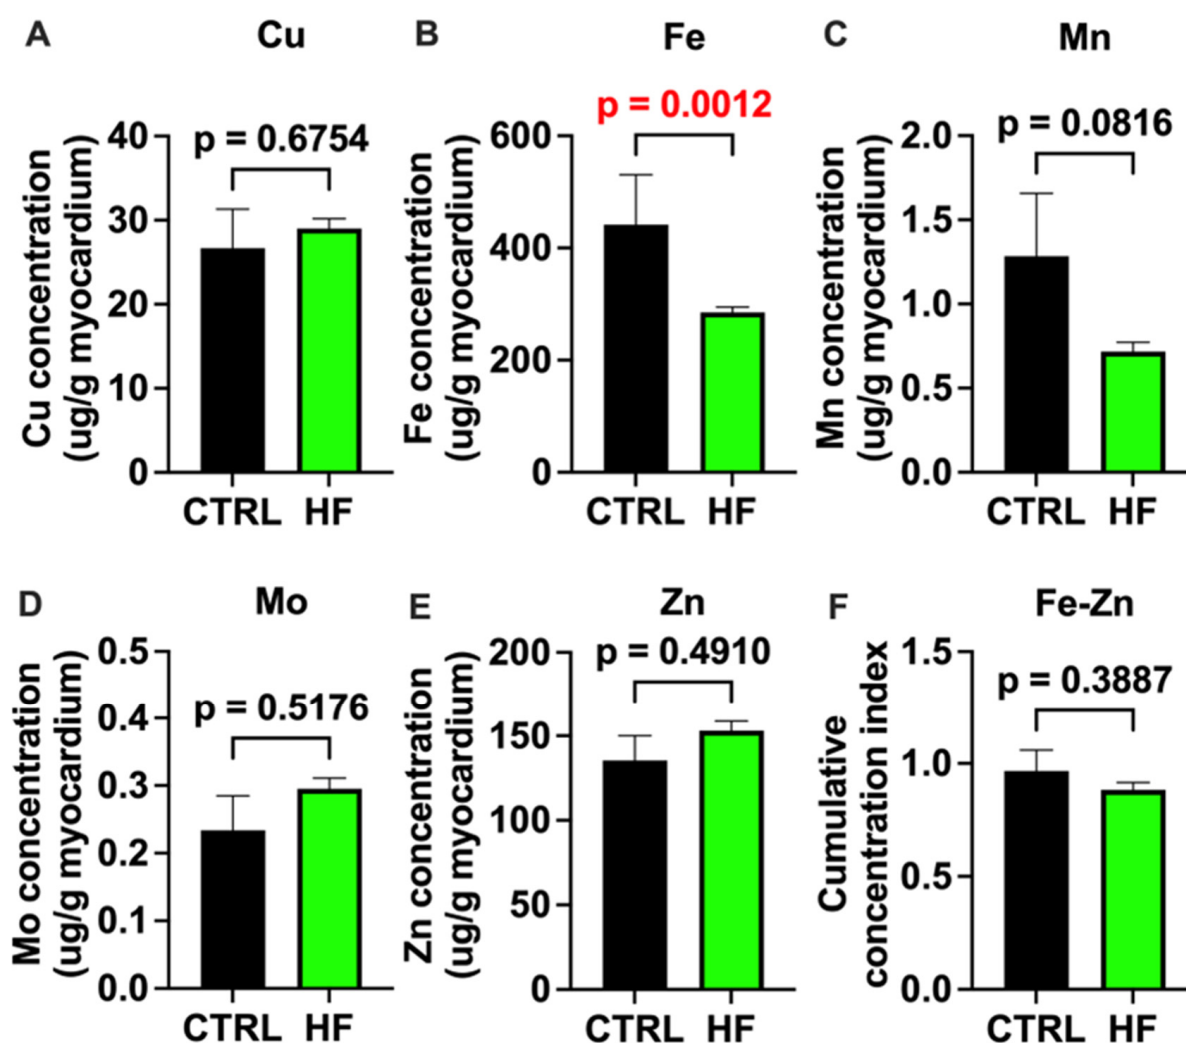 A
Cu
Cu concentration
(ug/g myocardium)
40
30
20
10
0
p = 0.6754
CTRL HF
B
Fe
Fe concentration
(ug/g myocardium)
600
400
200
0
p = 0.0012
CTRL HF
C
Mn
Mn concentration
(ug/g myocardium)
2.0
1.5
1.0
0.5
0.0
p = 0.0816
CTRL HF
D
Mo
Mo concentration
(ug/g myocardium)
0.5
0.4
0.3
0.2
0.1
0.0
p = 0.5176
CTRL HF
E
Zn
Zn concentration
(ug/g myocardium)
200
150
100
50
0
p = 0.4910
CTRL HF
F
Fe-Zn
Cumulative
concentration index
1.5
1.0
0.5
0.0
p = 0.3887
CTRL HF